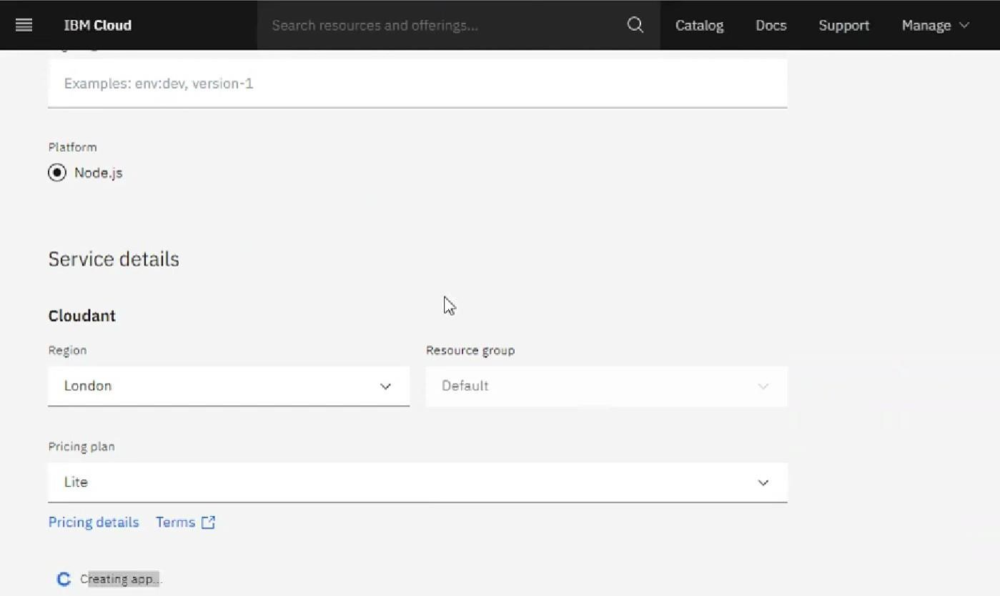 IBM Cloud Search resources and offerings... Catalog Docs Support Manage
Examples: env:dev, version-1
Platform
Node.js
Service details
Cloudant
Region Resource group
London Default
Pricing plan
Lite
Pricing details Terms
Creating app...